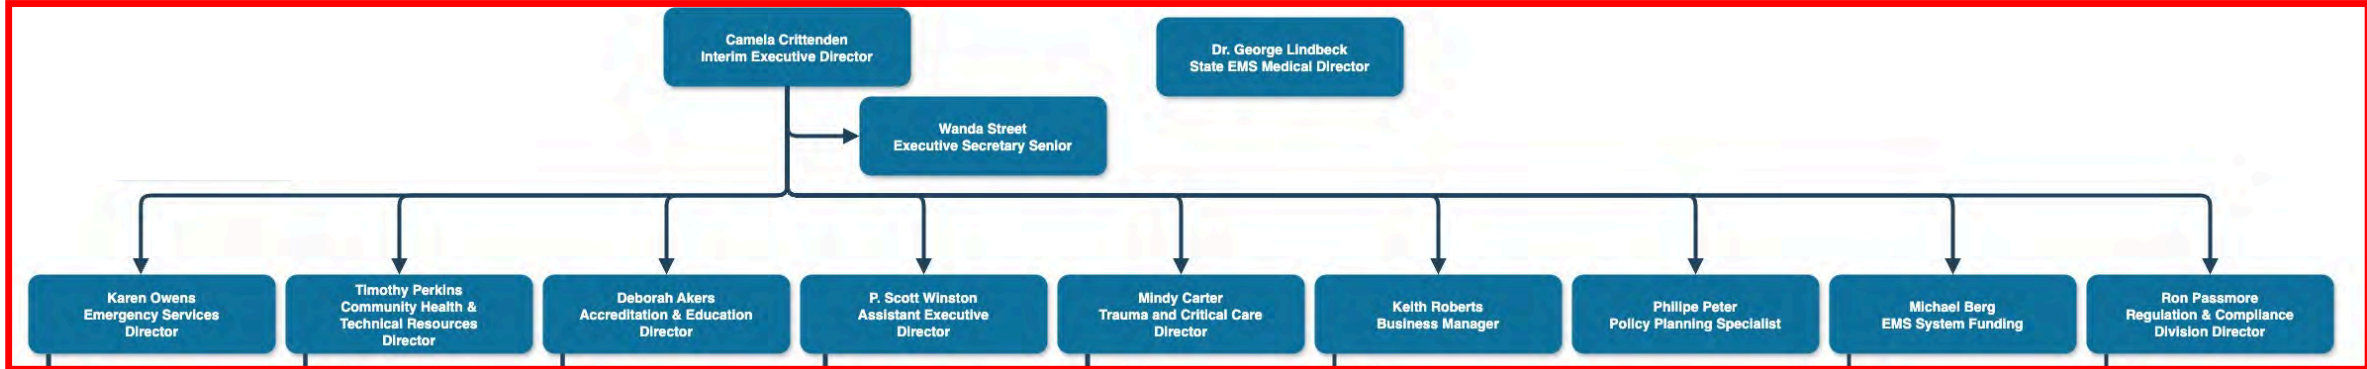 Camela Crittenden
Interim Executive Director
Dr. George Lindbeck
State EMS Medical Director
Wanda Street
Executive Secretary Senior
Karen Owens
Emergency Services
Director
Timothy Perkins
Community Health &
Technical Resources
Director
Deborah Akers
Accreditation & Education
Director
P. Scott Winston
Assistant Executive
Director
Mindy Carter
Trauma and Critical Care
Director
Keith Roberts
Business Manager
Philipe Peter
Policy Planning Specialist
Michael Berg
EMS System Funding
Ron Passmore
Regulation & Compliance
Division Director